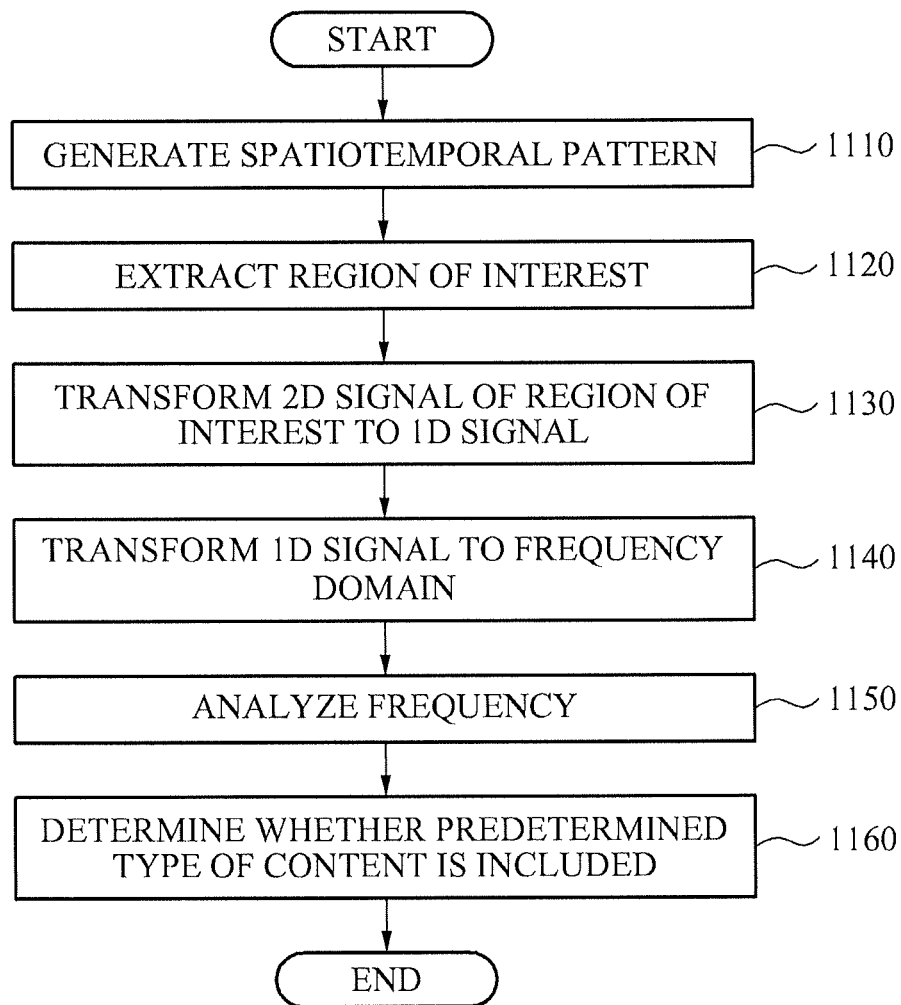 START
GENERATE SPATIOTEMPORAL PATTERN
1110
EXTRACT REGION OF INTEREST
1120
TRANSFORM 2D SIGNAL OF REGION OF
INTEREST TO 1D SIGNAL
1130
TRANSFORM 1D SIGNAL TO FREQUENCY
DOMAIN
1140
ANALYZE FREQUENCY
1150
DETERMINE WHETHER PREDETERMINED
TYPE OF CONTENT IS INCLUDED
1160
END